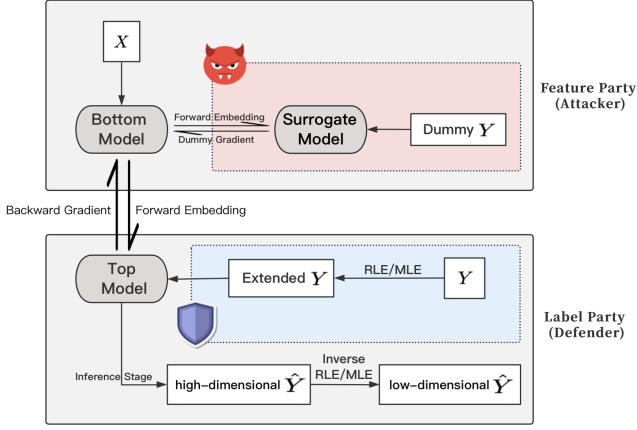 X
Feature Party
(Attacker)
Bottom
Model
Forward Embedding
Dummy Gradient
Surrogate
Model
Dummy Y
Backward Gradient
Forward Embedding
Top
Model
Extended Y
RLE/MLE
Y
Label Party
(Defender)
Inference Stage
high-dimensional Ŷ
Inverse
RLE/MLE
low-dimensional Ŷ